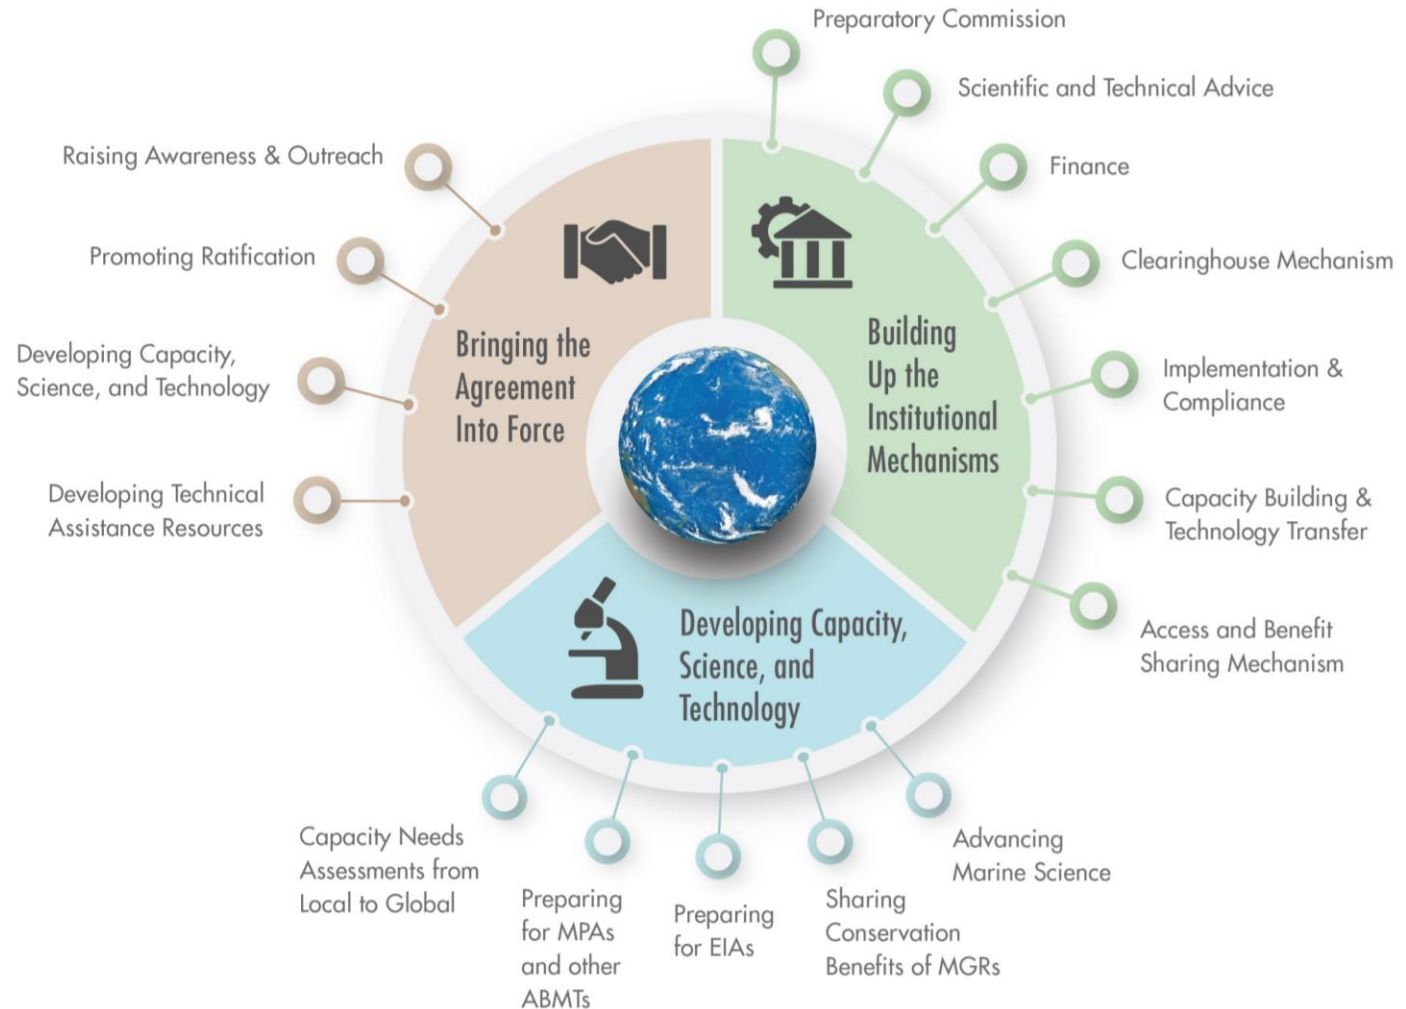 Preparatory Commission
Scientific and Technical Advice
Finance
Clearinghouse Mechanism
Implementation &
Compliance
Capacity Building &
Technology Transfer
Access and Benefit
Sharing Mechanism
Raising Awareness & Outreach
Promoting Ratification
Developing Capacity,
Science, and Technology
Developing Technical
Assistance Resources
Bringing the
Agreement
Into Force
Building
Up the
Institutional
Mechanisms
Developing Capacity,
Science, and
Technology
Capacity Needs
Assessments from
Local to Global
Preparing
for MPAs
and other
ABMTs
Preparing
for EIAs
Sharing
Conservation
Benefits of MGRs
Advancing
Marine Science